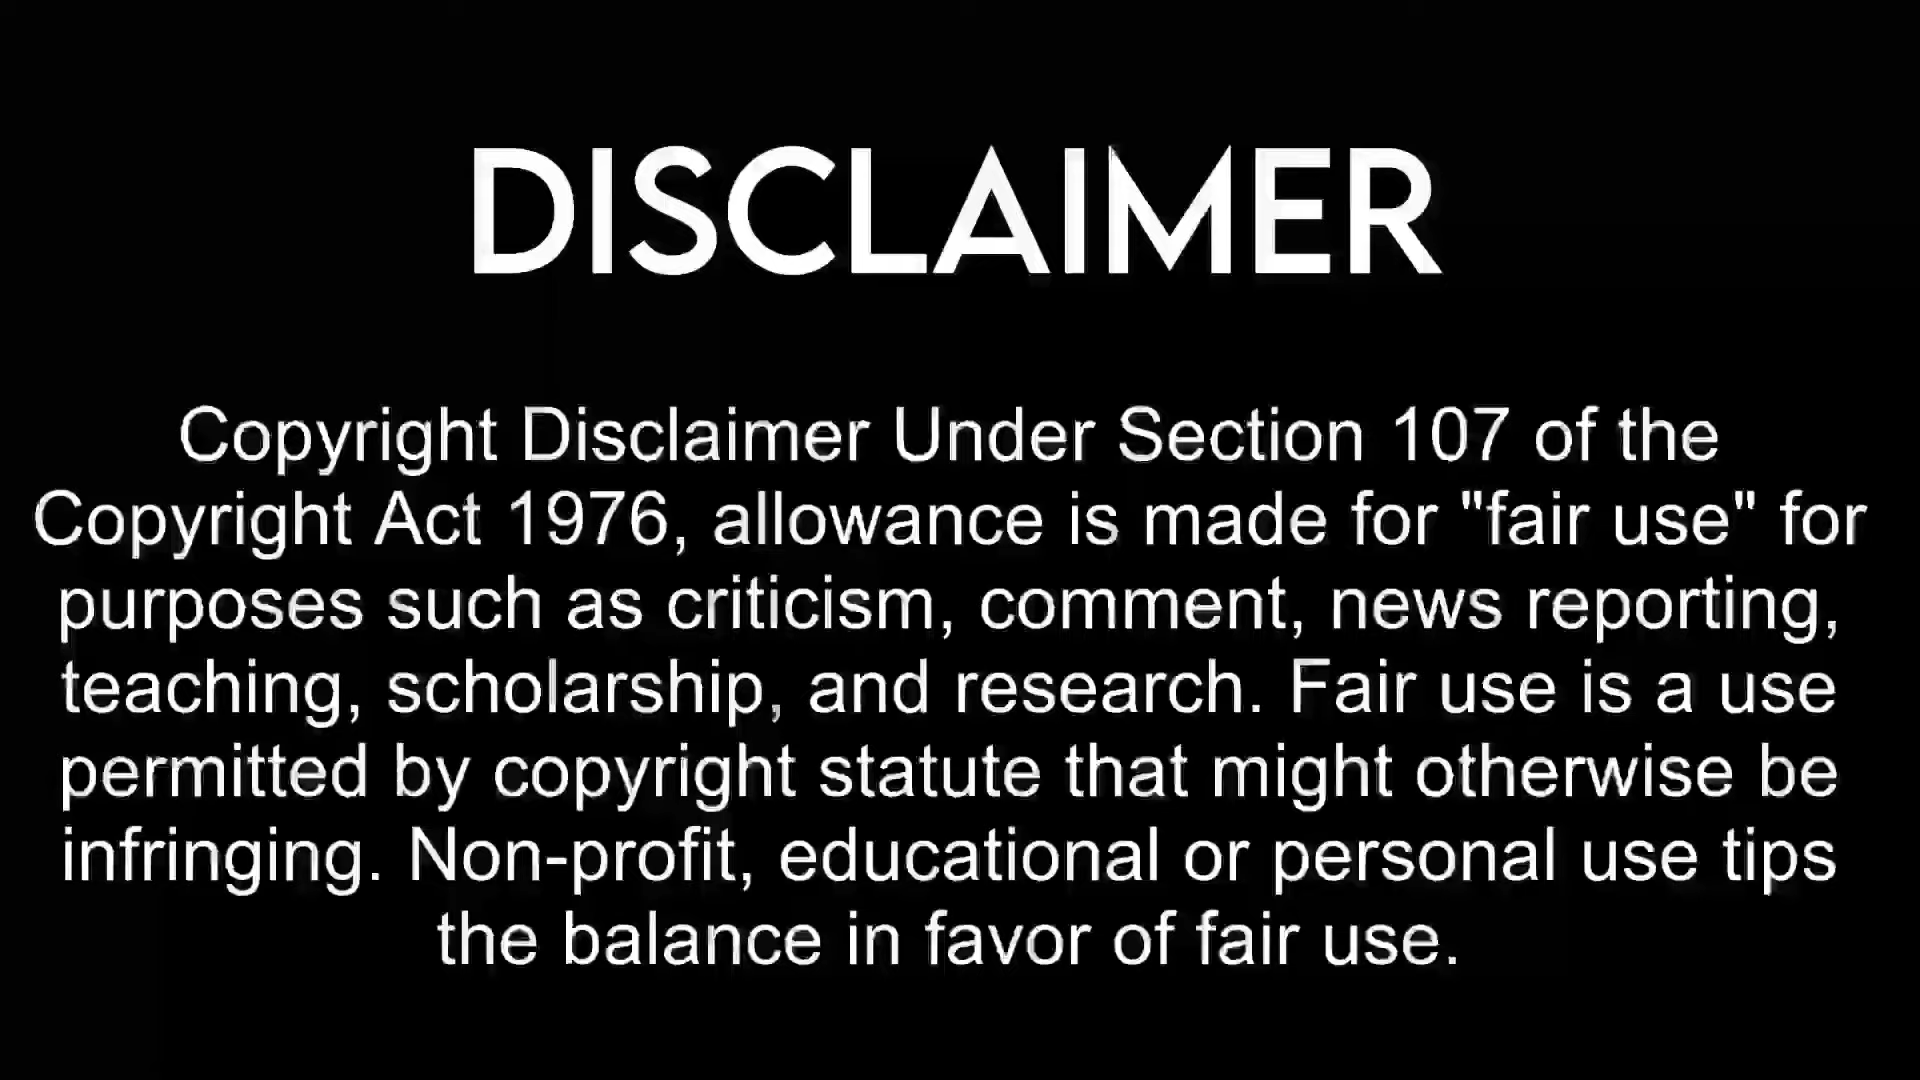 DISCLAIMER
Copyright Disclaimer Under Section 107 of the
Copyright Act 1976, allowance is made for "fair use" for
purposes such as criticism, comment, news reporting,
teaching, scholarship, and research. Fair use is a use
permitted by copyright statute that might otherwise be
infringing. Non-profit, educational or personal use tips
the balance in favor of fair use.